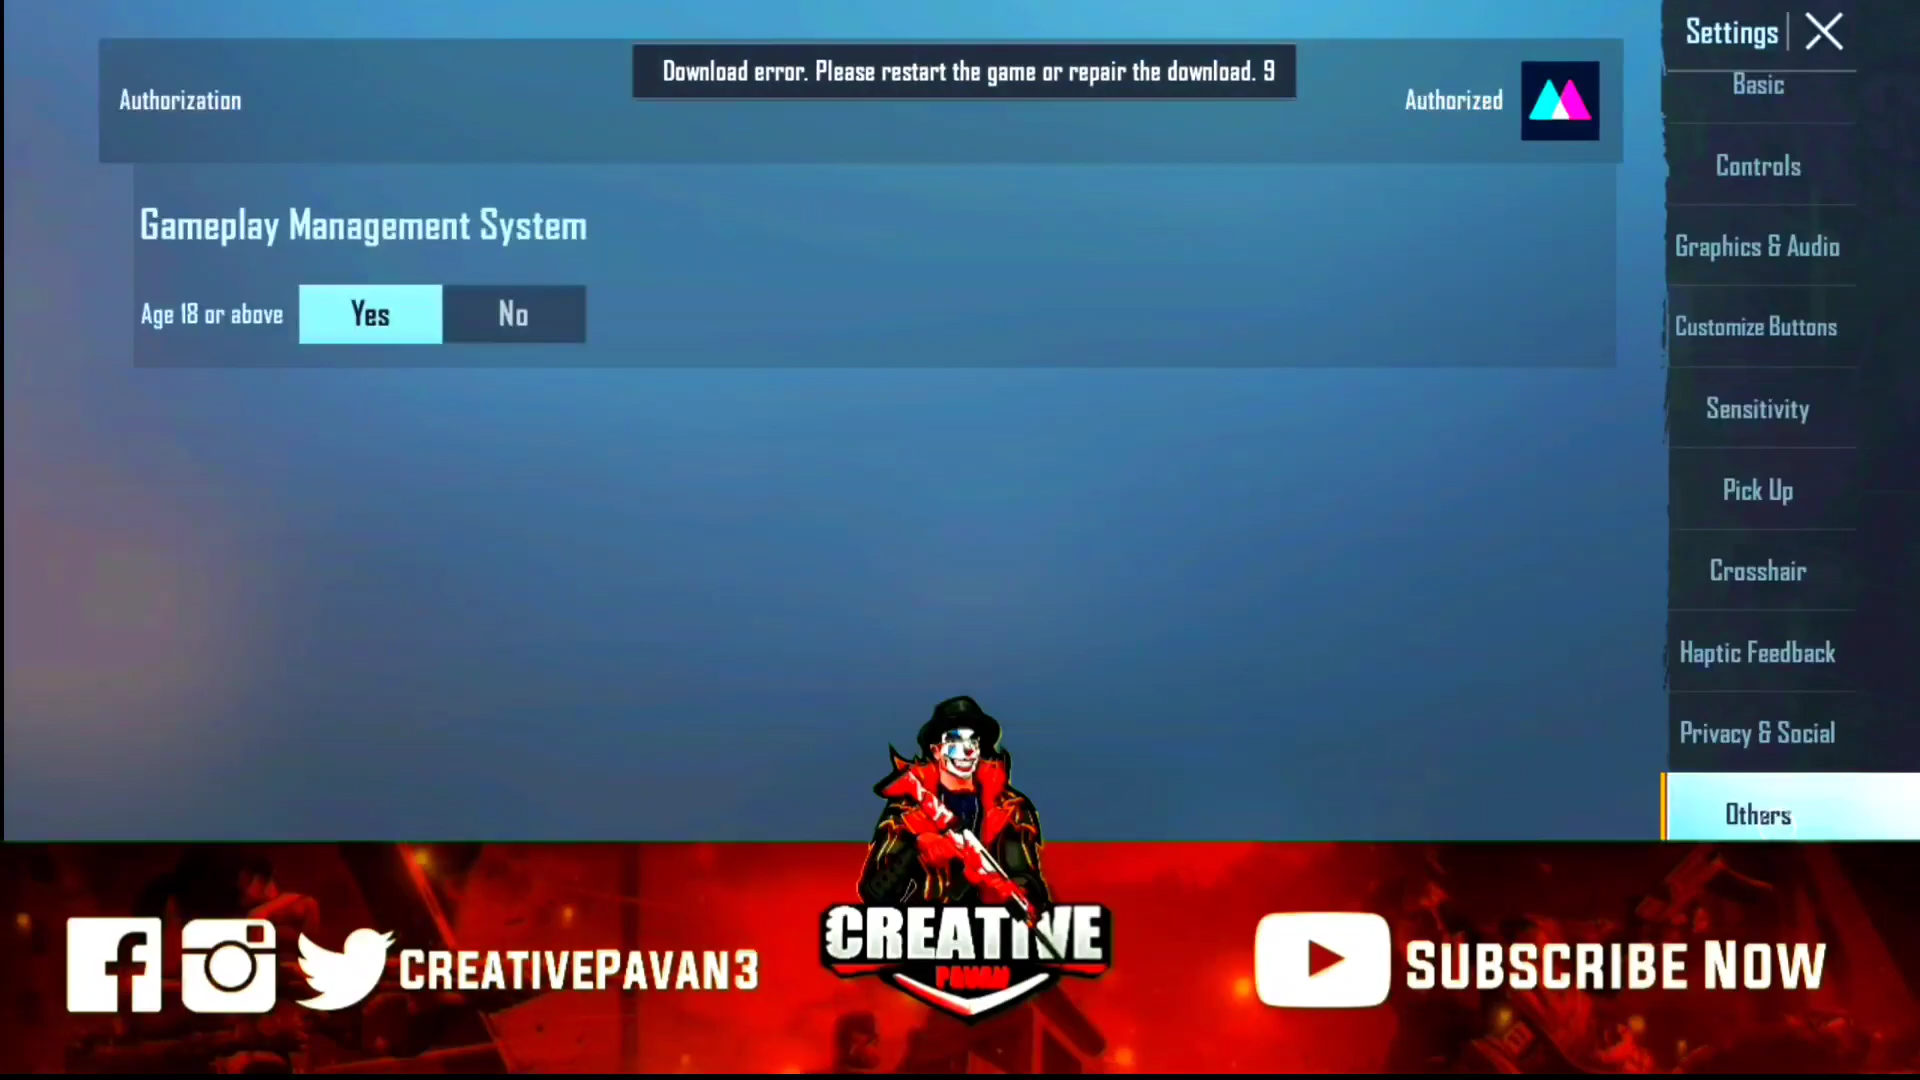 Settings
Download error. Please restart the game or repair the download. 9
Authorization
Authorized
Basic
Controls
Gameplay Management System
Graphics & Audio
Age 18 or above Yes No
Customize Buttons
Sensitivity
Pick Up
Crosshair
Haptic Feedback
Privacy & Social
Others
CREATIVE
PAVAN
CREATIVEPAVAN3
SUBSCRIBE NOW